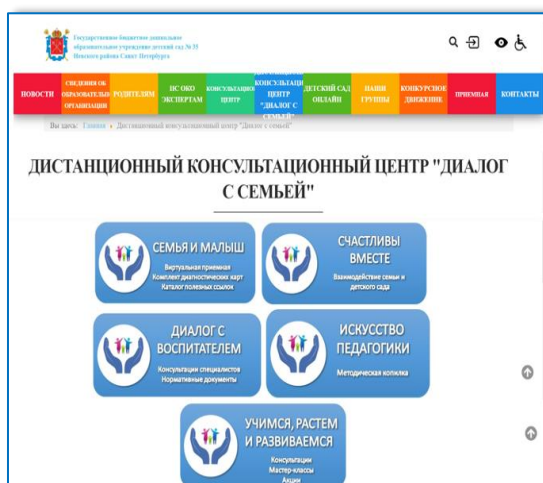 Государственное бюджетное дошкольное
образовательное учреждение детский сад № 35
Невского района Санкт-Петербурга
НОВОСТИ
СВЕДЕНИЯ ОБ
ОБРАЗОВАТЕЛЬНОЙ
ОРГАНИЗАЦИИ
РОДИТЕЛЯМ
ИС ОКО
ЭКСПЕРТАМ
КОНСУЛЬТАЦИОН
ЦЕНТР
ДИСТАНЦИОННЫЙ
КОНСУЛЬТАЦИ
ЦЕНТР
"ДИАЛОГ С
СЕМЬЕЙ"
ДЕТСКИЙ САД
ОНЛАЙН
НАШИ
ГРУППЫ
КОНКУРСНОЕ
ДВИЖЕНИЕ
ПРИЕМНАЯ
КОНТАКТЫ
Вы здесь: Главная Дистанционный консультационный центр "Диалог с семьей"
ДИСТАНЦИОННЫЙ КОНСУЛЬТАЦИОННЫЙ ЦЕНТР "ДИАЛОГ
С СЕМЬЕЙ"
СЕМЬЯ И МАЛЫШ
Виртуальная приемная
Комплект диагностических карт
Каталог полезных ссылок
СЧАСТЛИВЫ
ВМЕСТЕ
Взаимодействие семьи и
детского сада
ДИАЛОГ С
ВОСПИТАТЕЛЕМ
Консультации специалистов
Нормативные документы
ИСКУССТВО
ПЕДАГОГИКИ
Методическая копилка
УЧИМСЯ, РАСТЕМ
И РАЗВИВАЕМСЯ
Консультации
Мастер-классы
Акции